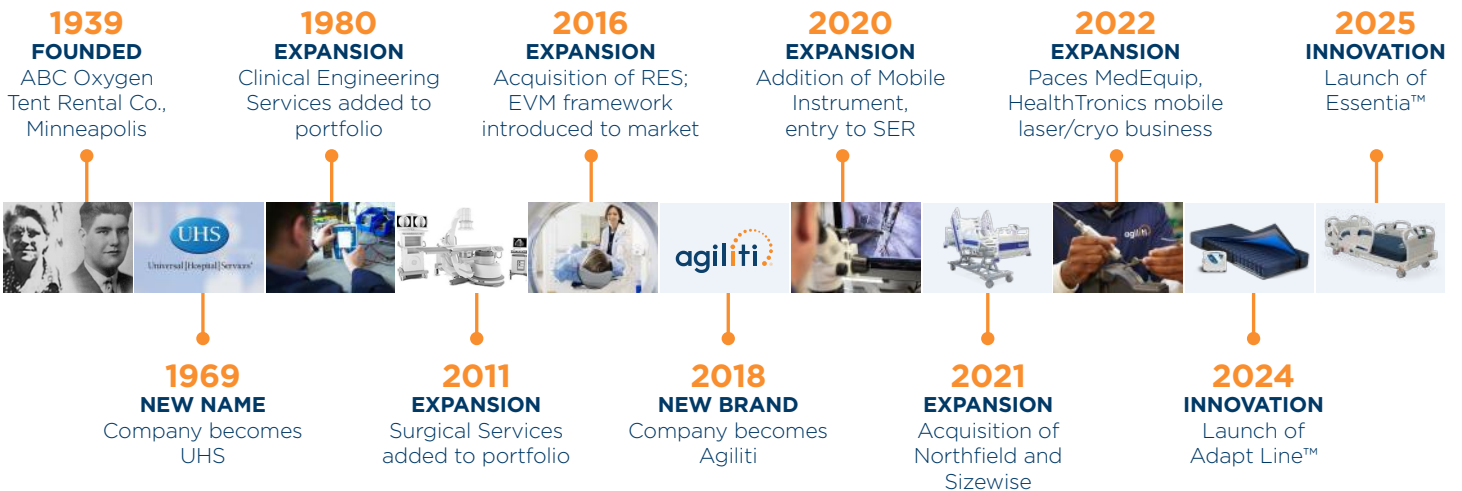 1939
FOUNDED
ABC Oxygen
Tent Rental Co.,
Minneapolis
1980
EXPANSION
Clinical Engineering
Services added to
portfolio
2016
EXPANSION
Acquisition of RES;
EVM framework
introduced to market
2020
EXPANSION
Addition of Mobile
Instrument,
entry to SER
2022
EXPANSION
Paces MedEquip,
HealthTronics mobile
laser/cryo business
2025
INNOVATION
Launch of
Essentia™
UHS
Universal|Hospital|Services®
agiliti
agiliti
1969
NEW NAME
Company becomes
UHS
2011
EXPANSION
Surgical Services
added to portfolio
2018
NEW BRAND
Company becomes
Agiliti
2021
EXPANSION
Acquisition of
Northfield and
Sizewise
2024
INNOVATION
Launch of
Adapt Line™